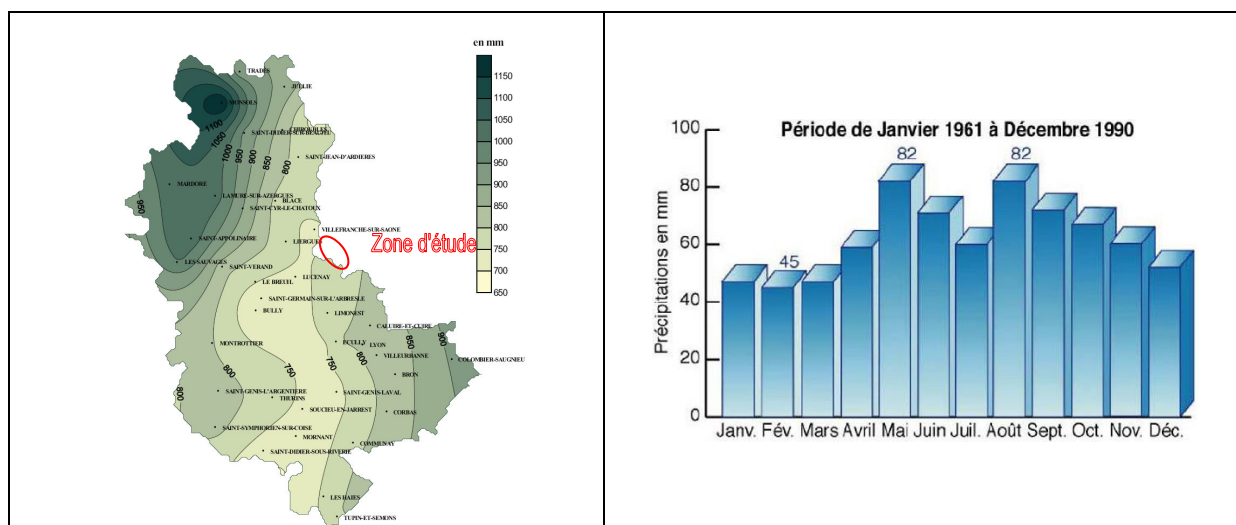 en mm
1150
1100
1050
1000
950
900
850
800
750
700
650
TRADES
JULLIE
MONSOLS
1100
CHIROUBLES
SAINT-DIDIER-SUR-BEAUJEU
1050
1000
950
900
850
800
SAINT-JEAN-D'ARDIERES
MARDORE
LAMURE-SUR-AZERGUES
950
BLACE
SAINT-CYR-LE-CHATOUX
VILLEFRANCHE-SUR-SAONE
SAINT-APPOLINAIRE
LIERGUES
Zone d'étude
LES SAUVAGES
SAINT-VERAND
LUCENAY
LE BREUIL
SAINT-GERMAIN-SUR-L'ARBRESLE
BULLY
LIMONEST
CALUIRE-ET-CUIRE
MONTROTTIER
ECULLY
LYON
850
900
VILLEURBANNE
COLOMBIER-SAUGNIEU
800
750
750
800
BRON
800
SAINT-GENIS-L'ARGENTIERE
SAINT-GENIS-LAVAL
THURINS
SOUCIEU-EN-JARREST
CORBAS
SAINT-SYMPHORIEN-SUR-COISE
MORNANT
COMMUNAY
SAINT-DIDIER-SOUS-RIVERIE
LES HAIES
TUPIN-ET-SEMONS
Période de Janvier 1961 à Décembre 1990
Précipitations en mm
100
80
60
40
20
0
45
82
82
Janv. Fév. Mars Avril Mai Juin Juil. Août Sept. Oct. Nov. Déc.